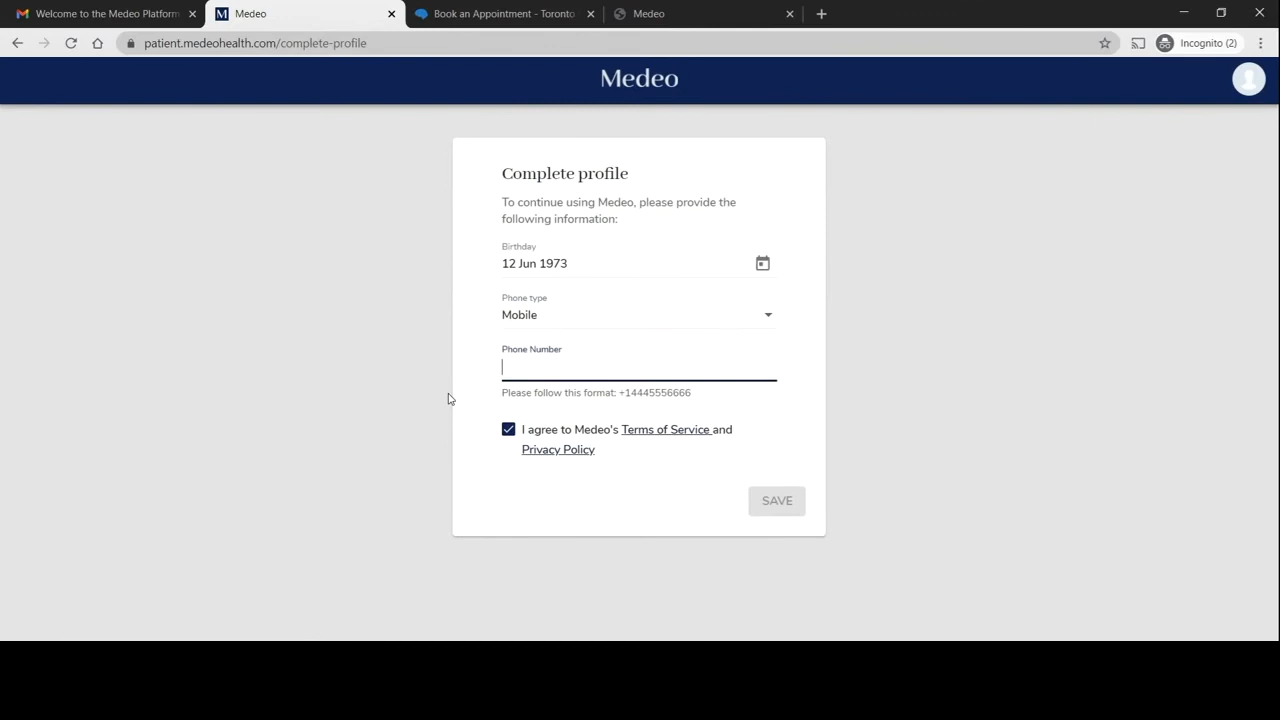 Welcome to the Medeo Platform
Medeo
Book an Appointment - Toronto
Medeo
patient.medeohealth.com/complete-profile
Incognito (2)
Medeo
Complete profile
To continue using Medeo, please provide the
following information:
Birthday
12 Jun 1973
Phone type
Mobile
Phone Number
Please follow this format: +14445556666
I agree to Medeo's Terms of Service and
Privacy Policy
SAVE